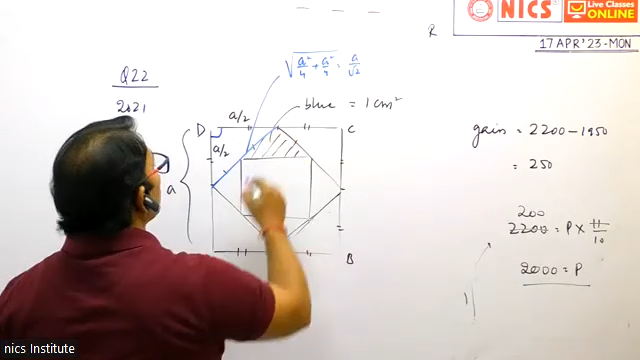 NICS
Live Classes
ONLINE
R
17 APR'23-MON
Q22
2021
√(a²/4 + a²/4) = a/√2
a/2
blue = 1 cm²
D
C
a/2
a
B
gain = 2200 - 1950
= 250
200
2200 = P × 11/10
2000 = P
nics Institute